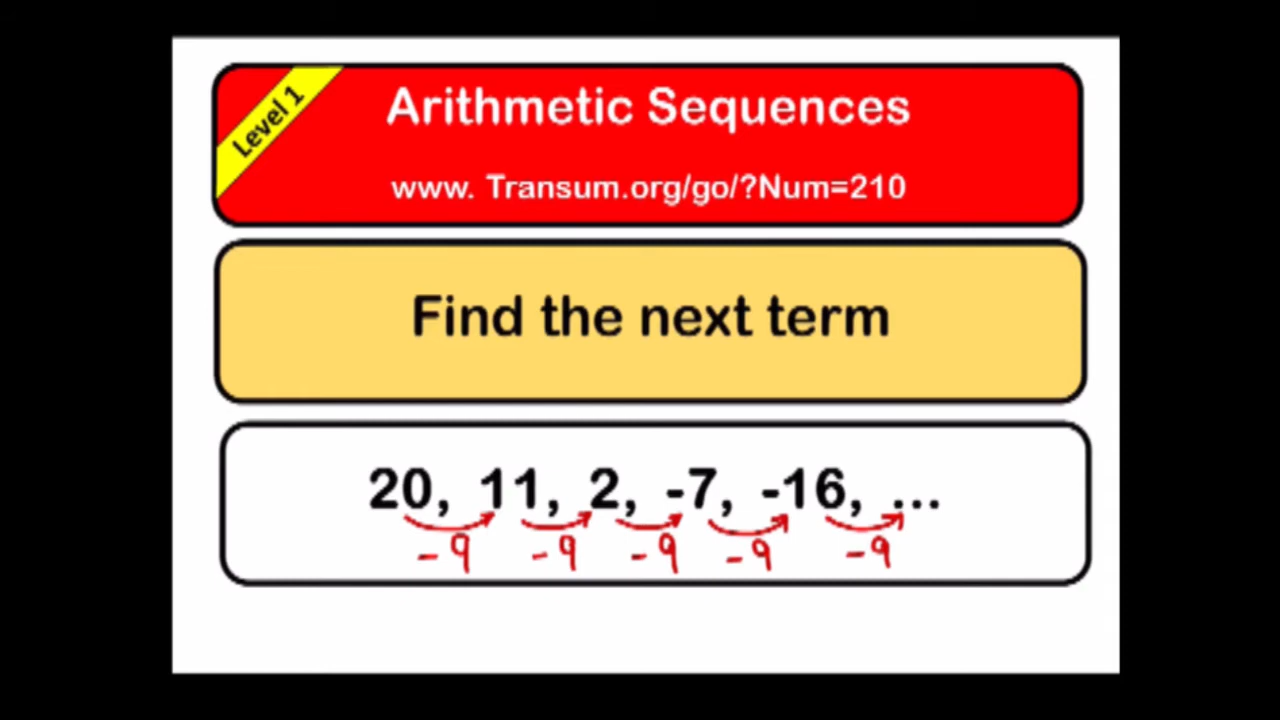 Level 1
Arithmetic Sequences
www. Transum.org/go/?Num=210
Find the next term
20, 11, 2, -7, -16, ...
-9 -9 -9 -9 -9